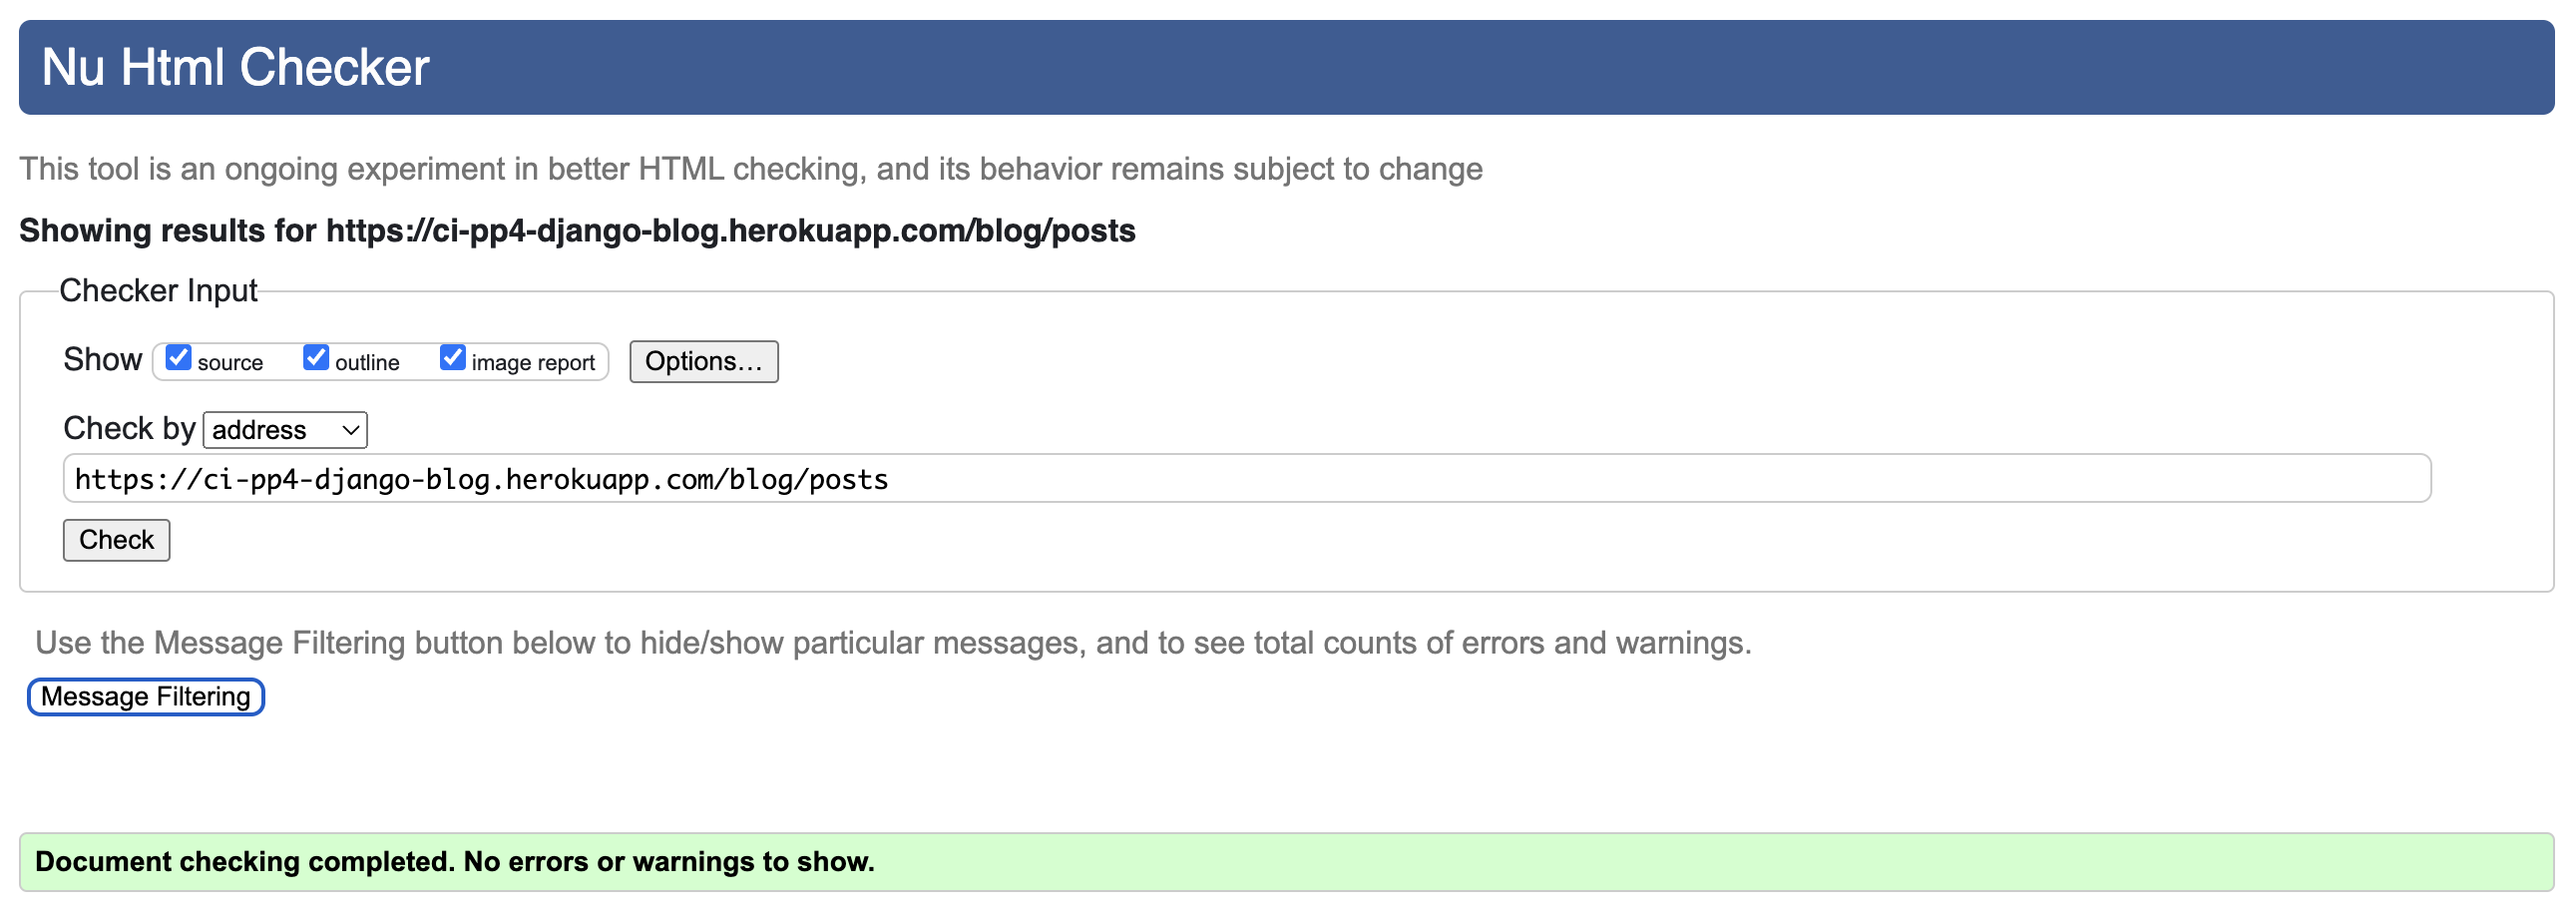 Nu Html Checker
This tool is an ongoing experiment in better HTML checking, and its behavior remains subject to change
Showing results for https://ci-pp4-django-blog.herokuapp.com/blog/posts
Checker Input
Show source outline image report Options…
Check by address
https://ci-pp4-django-blog.herokuapp.com/blog/posts
Check
Use the Message Filtering button below to hide/show particular messages, and to see total counts of errors and warnings.
Message Filtering
Document checking completed. No errors or warnings to show.